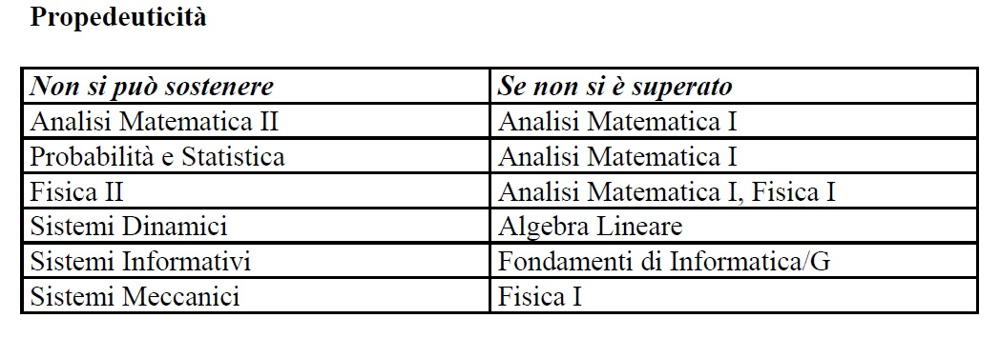 Propedeuticità
Non si può sostenere Se non si è superato
Analisi Matematica II Analisi Matematica I
Probabilità e Statistica Analisi Matematica I
Fisica II Analisi Matematica I, Fisica I
Sistemi Dinamici Algebra Lineare
Sistemi Informativi Fondamenti di Informatica/G
Sistemi Meccanici Fisica I